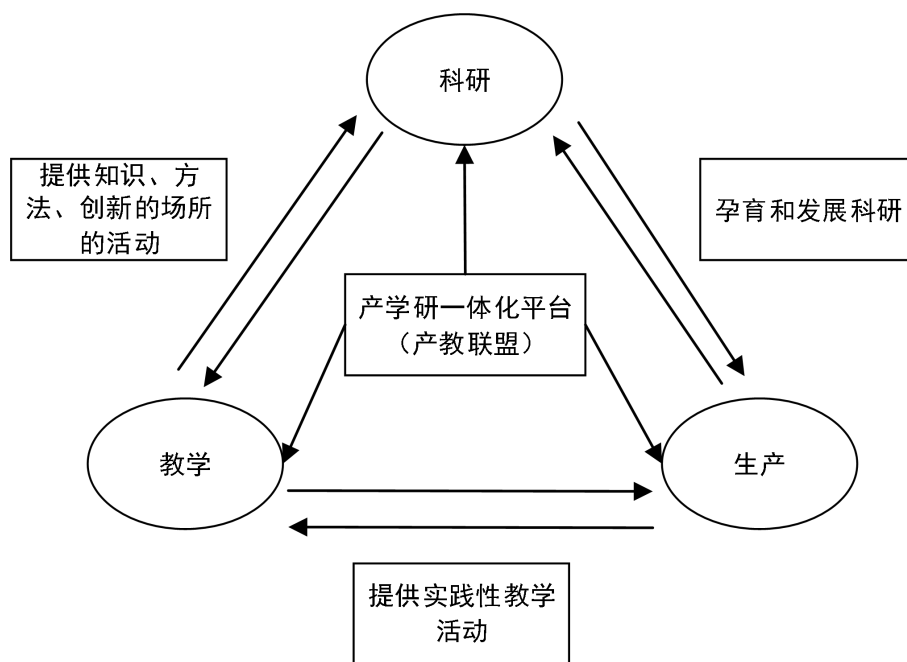 科研
提供知识、方
法、创新的场所
的活动
孕育和发展科研
产学研一体化平台
（产教联盟）
教学
生产
提供实践性教学
活动